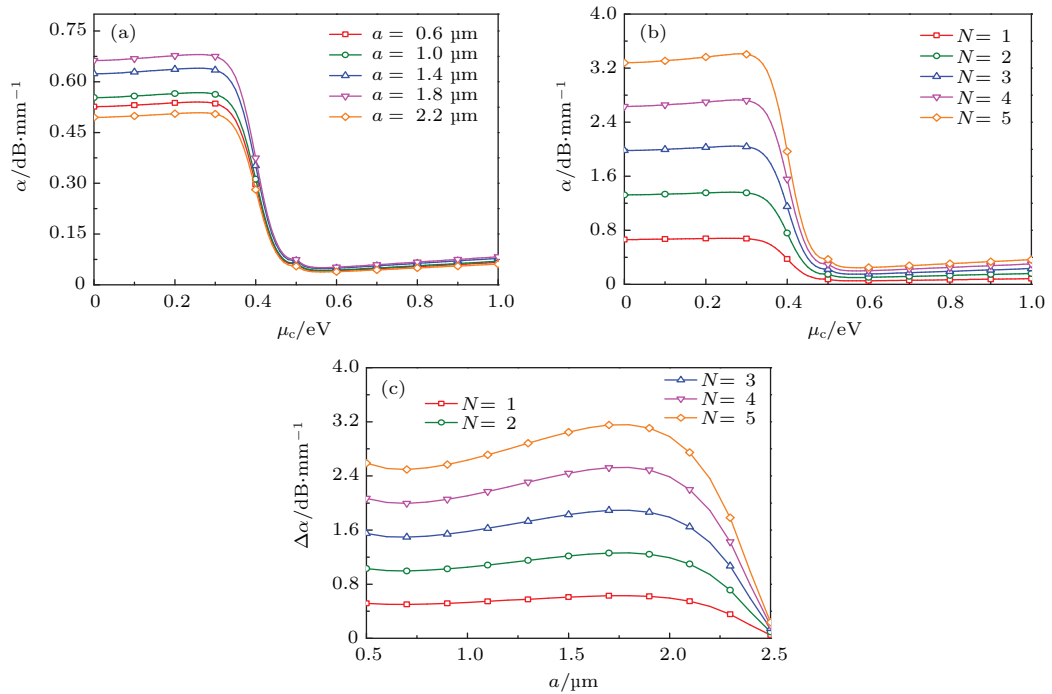 (a)
a = 0.6 µm
a = 1.0 µm
a = 1.4 µm
a = 1.8 µm
a = 2.2 µm
0.75
0.60
0.45
0.30
0.15
0
α/dB·mm⁻¹
0 0.2 0.4 0.6 0.8 1.0
μc/eV
(b)
N= 1
N= 2
N= 3
N= 4
N= 5
4.0
3.2
2.4
1.6
0.8
0
α/dB·mm⁻¹
0 0.2 0.4 0.6 0.8 1.0
μc/eV
(c)
N= 1
N= 2
N= 3
N= 4
N= 5
4.0
3.2
2.4
1.6
0.8
0
Δα/dB·mm⁻¹
0.5 1.0 1.5 2.0 2.5
a/µm